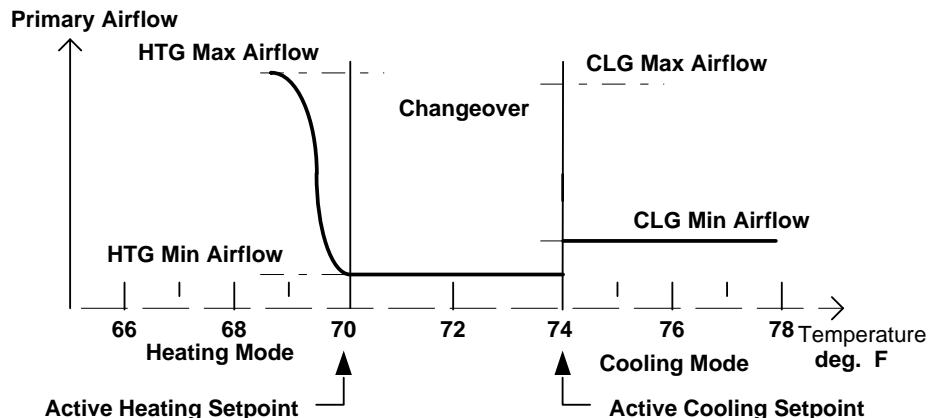 Primary Airflow
HTG Max Airflow
CLG Max Airflow
Changeover
CLG Min Airflow
HTG Min Airflow
66 68 70 72 74 76 78 Temperature
Heating Mode Cooling Mode deg. F
Active Heating Setpoint Active Cooling Setpoint